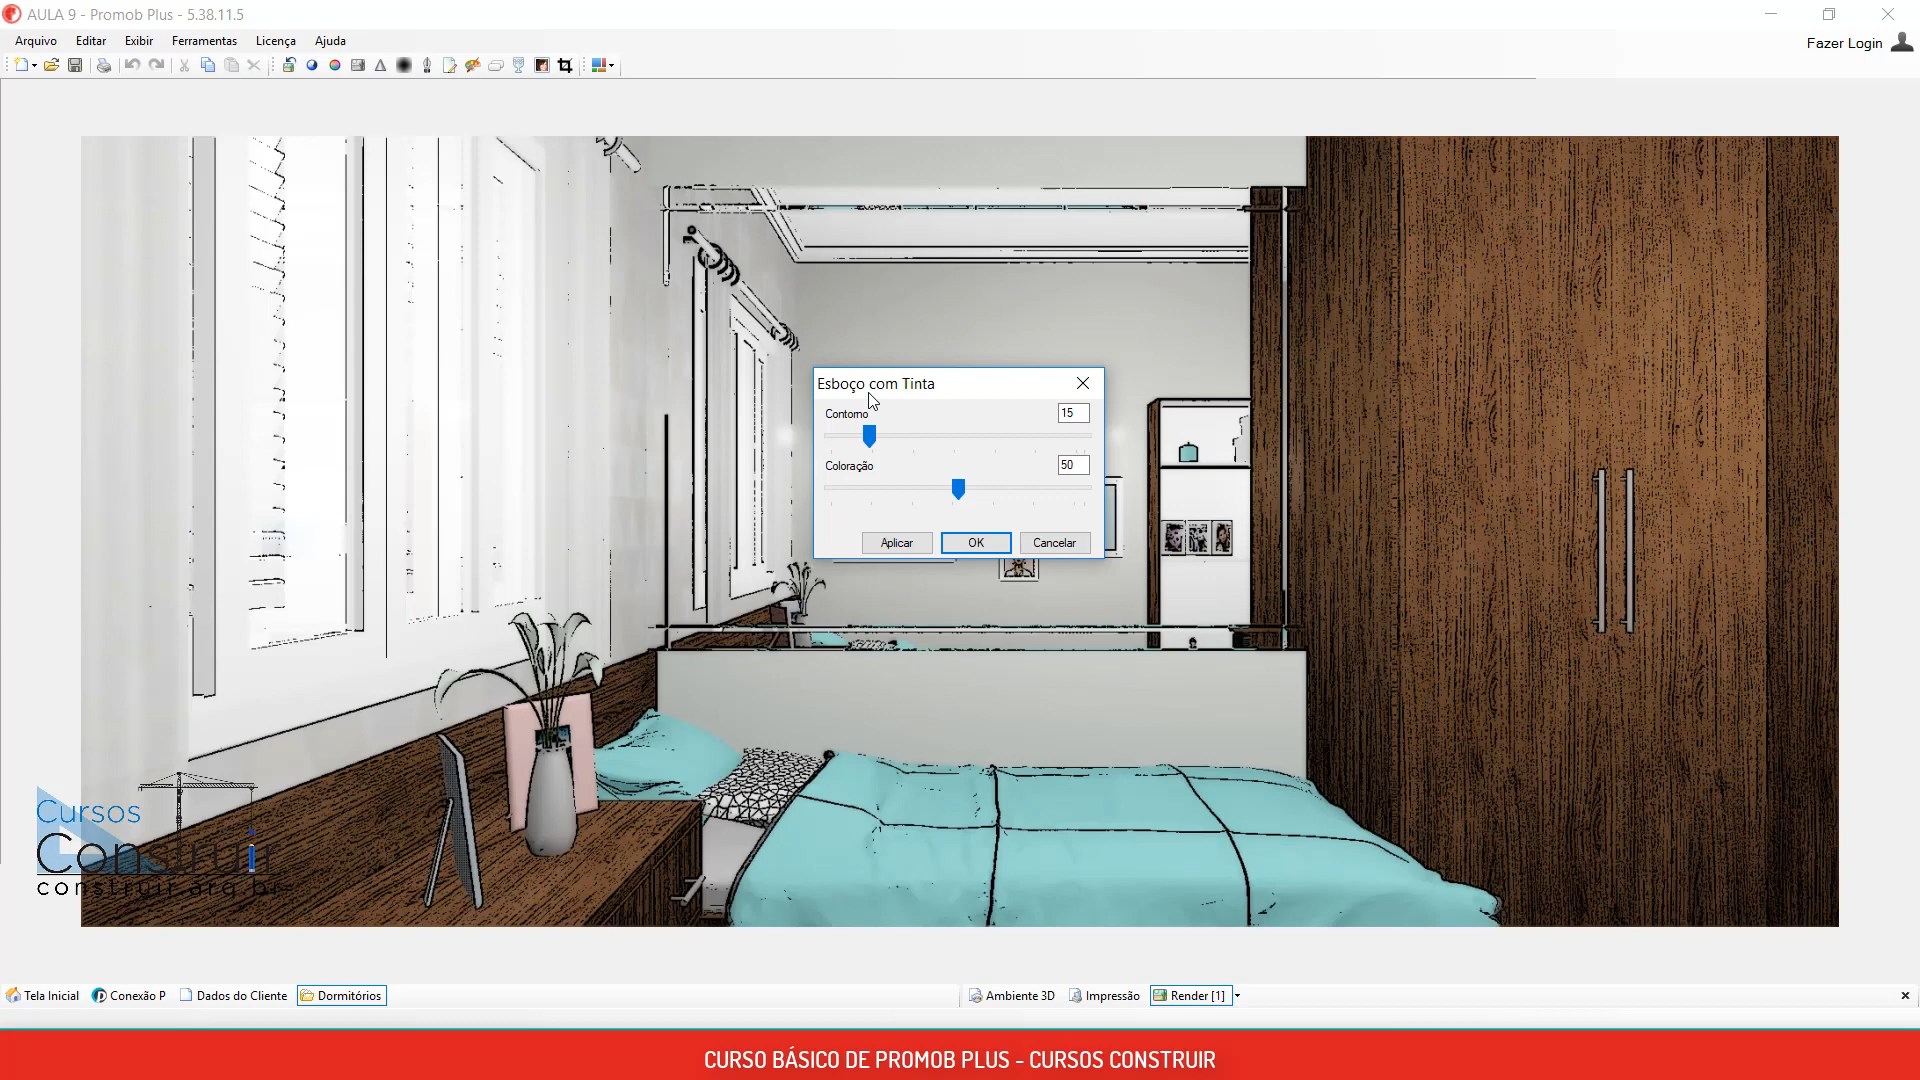 AULA 9 - Promob Plus - 5.38.11.5
Arquivo Editar Exibir Ferramentas Licença Ajuda
Fazer Login
Esboço com Tinta
Contorno 15
Coloração 50
Aplicar OK Cancelar
Cursos
Construir
construir.arq.br
Tela Inicial Conexão P Dados do Cliente Dormitórios Ambiente 3D Impressão Render [1]
CURSO BÁSICO DE PROMOB PLUS - CURSOS CONSTRUIR